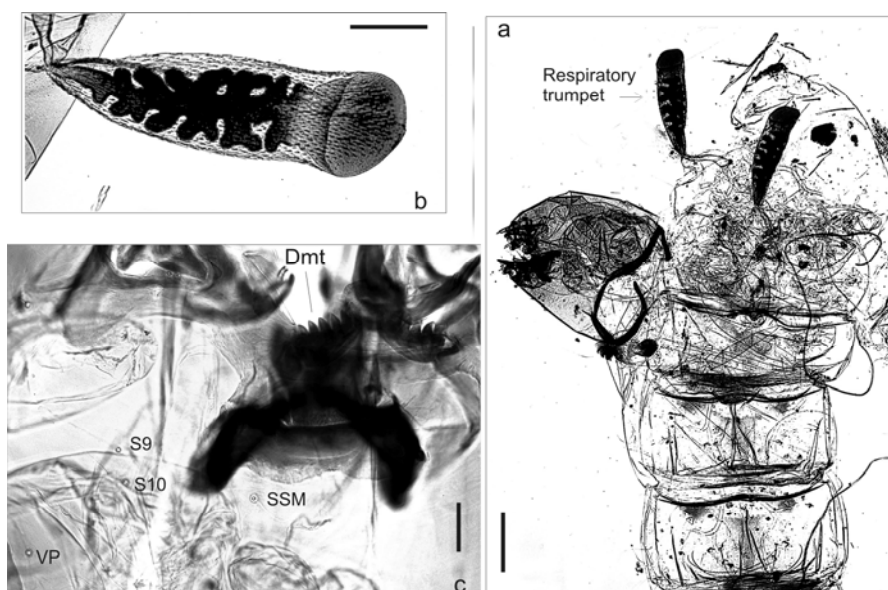 a
Respiratory
trumpet
b
Dmt
S9
S10
SSM
VP
c